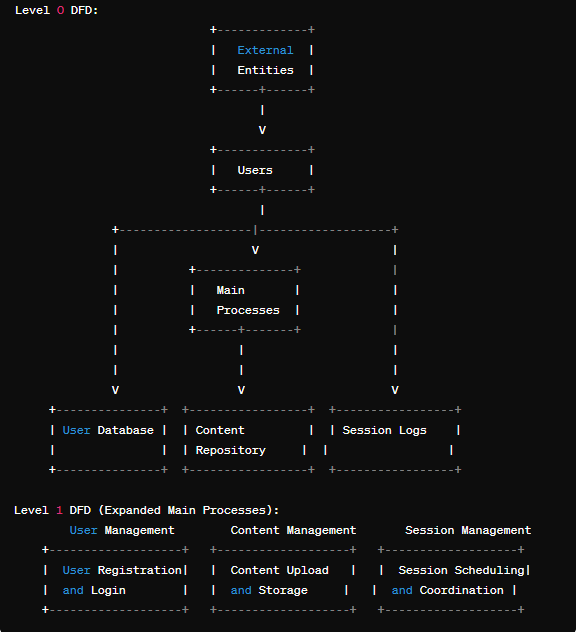 Level 0 DFD:
External
Entities
Users
Main
Processes
User Database
Content
Repository
Session Logs
Level 1 DFD (Expanded Main Processes):
User Management Content Management Session Management
User Registration Content Upload Session Scheduling
and Login and Storage and Coordination